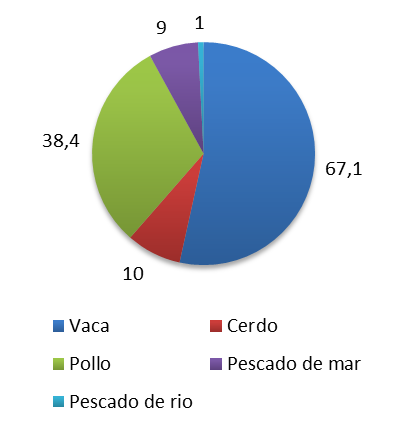 9
1
38,4
67,1
10
Vaca
Cerdo
Pollo
Pescado de mar
Pescado de rio